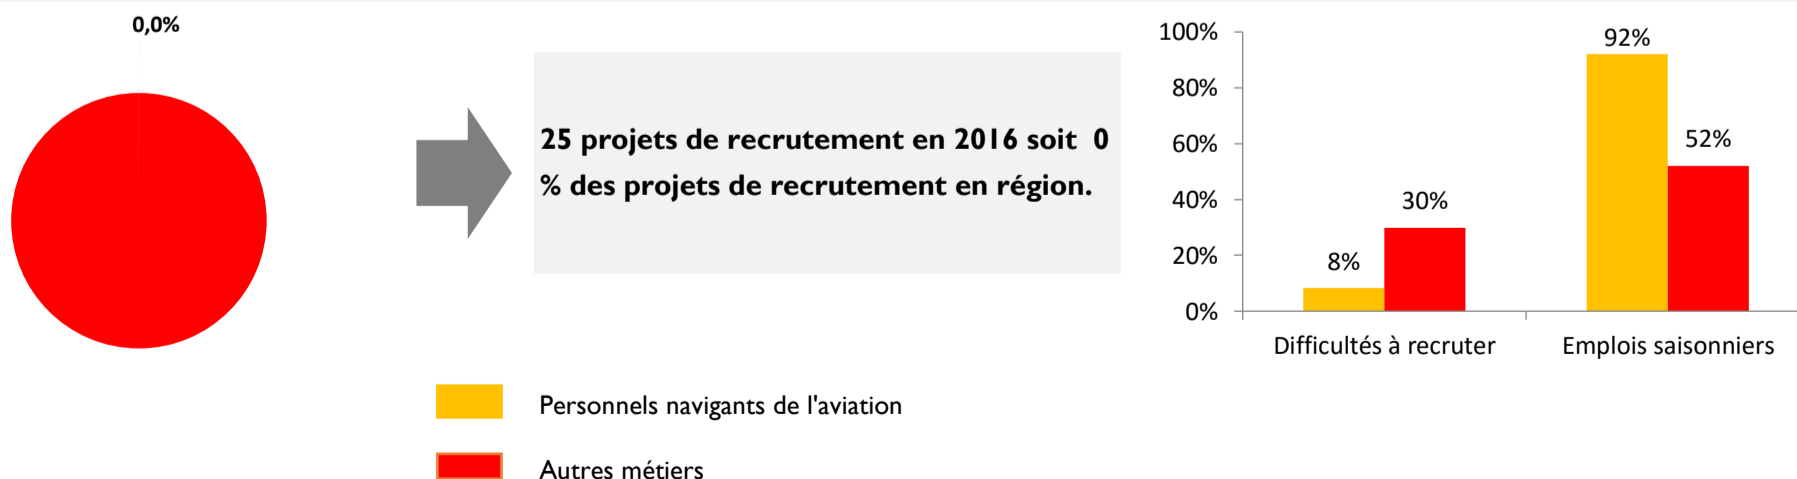 0,0%
25 projets de recrutement en 2016 soit  0
% des projets de recrutement en région.
100%
80%
60%
40%
20%
0%
8%
30%
92%
52%
Difficultés à recruter
Emplois saisonniers
Personnels navigants de l'aviation
Autres métiers